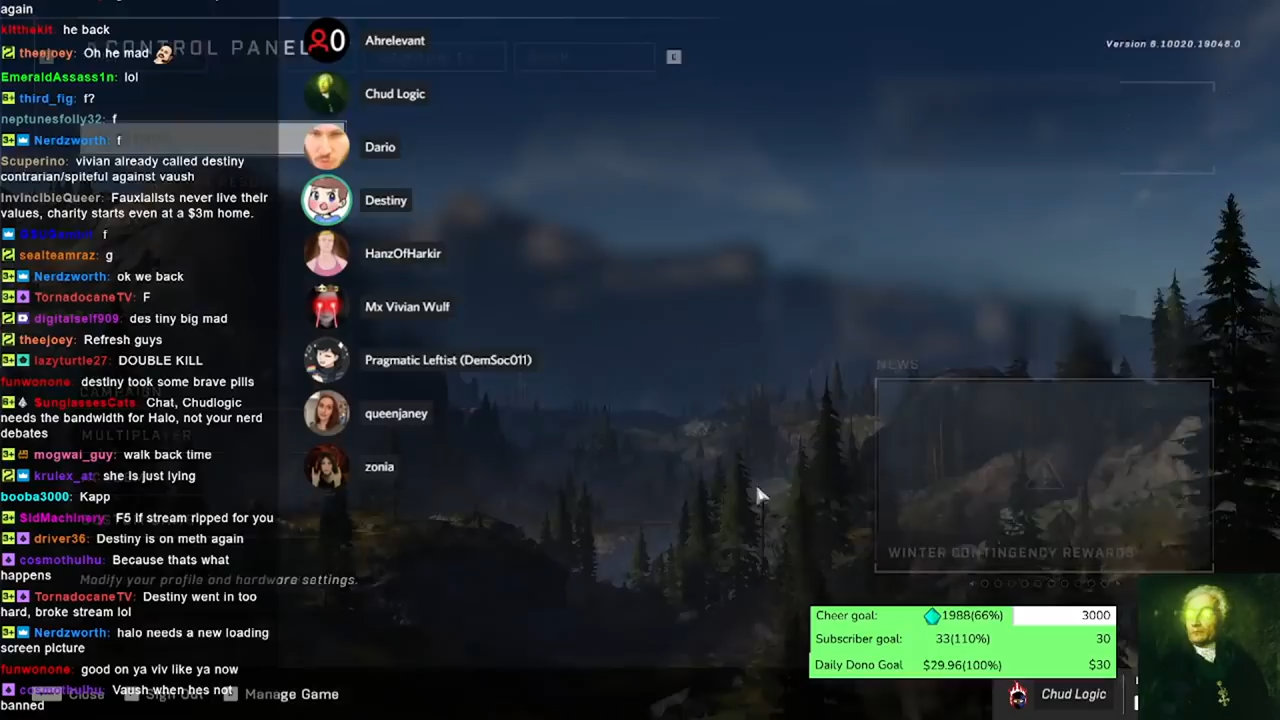 again
kitthekit: he back
theejoey: Oh he mad
EmeraldAssass1n: lol
third_fig: f?
neptunesfolly32: f
Nerdzworth: f
Scuperino: vivian already called destiny
contrarian/spiteful against vaush
InvincibleQueer: Fauxialists never live their
values, charity starts even at a $3m home.
f
sealteamraz: g
Nerdzworth: ok we back
TornadocaneTV: F
digitalself909: des tiny big mad
theejoey: Refresh guys
lazyturtle27: DOUBLE KILL
funwonone: destiny took some brave pills
SunglassesCats: Chat, Chudlogic
needs the bandwidth for Halo, not your nerd
debates
mogwai_guy: walk back time
krulex_at: she is just lying
booba3000: Kapp
SidMachinery: F5 If stream ripped for you
driver36: Destiny is on meth again
cosmothulhu: Because thats what
happens
TornadocaneTV: Destiny went in too
hard, broke stream lol
Nerdzworth: halo needs a new loading
screen picture
funwonone: good on ya viv like ya now
cosmothulhu: Vaush when hes not
banned
CONTROL PANEL
CAMPAIGN
MULTIPLAYER
Modify your profile and hardware settings.
Close
Sign Out
Manage Game
0
Ahrelevant
Chud Logic
Dario
Destiny
HanzOfHarkir
Mx Vivian Wulf
Pragmatic Leftist (DemSoc011)
queenjaney
zonia
E
Version 6.10020.19048.0
NEWS
WINTER CONTINGENCY REWARDS
Cheer goal: 1988(66%) 3000
Subscriber goal: 33(110%) 30
Daily Dono Goal $29.96(100%) $30
Chud Logic